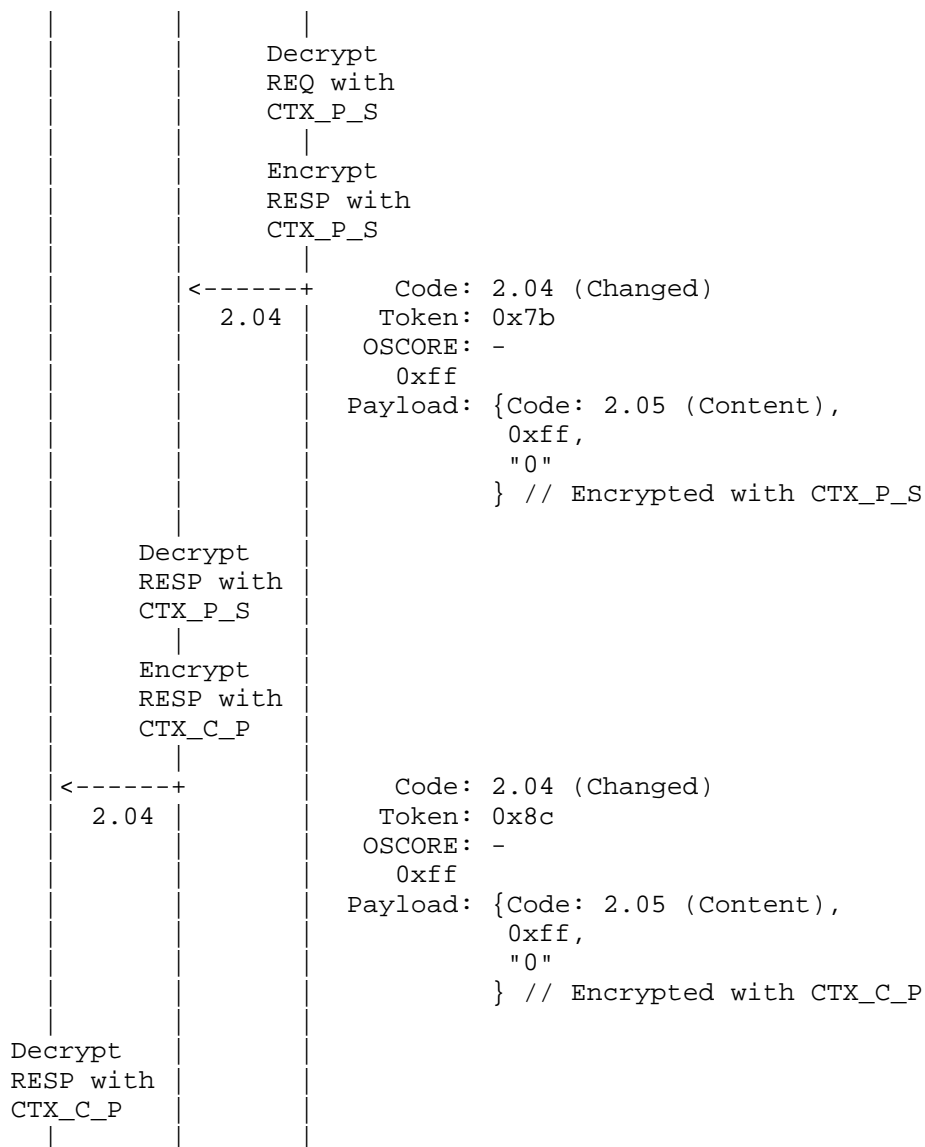 Decrypt
REQ with
CTX_P_S
Encrypt
RESP with
CTX_P_S
<------+ Code: 2.04 (Changed)
2.04 | Token: 0x7b
OSCORE: -
0xff
Payload: {Code: 2.05 (Content),
0xff,
"0"
} // Encrypted with CTX_P_S
Decrypt
RESP with
CTX_P_S
Encrypt
RESP with
CTX_C_P
<------+ Code: 2.04 (Changed)
2.04 | Token: 0x8c
OSCORE: -
0xff
Payload: {Code: 2.05 (Content),
0xff,
"0"
} // Encrypted with CTX_C_P
Decrypt
RESP with
CTX_C_P